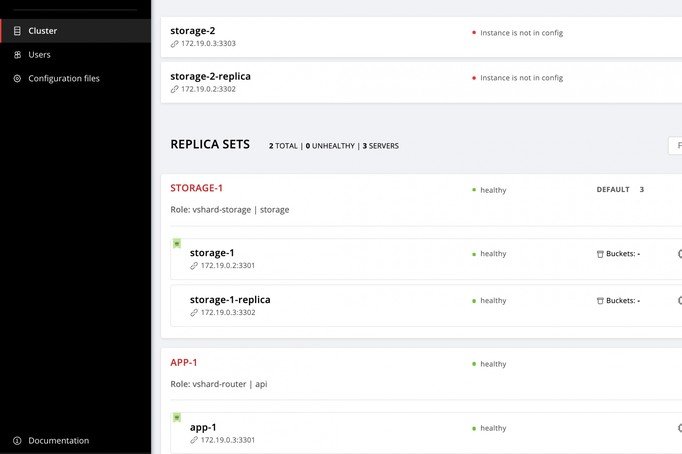 Cluster
Users
Configuration files
Documentation
storage-2
172.19.0.3:3303
Instance is not in config
storage-2-replica
172.19.0.2:3302
Instance is not in config
REPLICA SETS 2 TOTAL | 0 UNHEALTHY | 3 SERVERS
F
STORAGE-1 healthy DEFAULT 3
Role: vshard-storage | storage
storage-1 healthy Buckets: -
172.19.0.2:3301
storage-1-replica healthy Buckets: -
172.19.0.3:3302
APP-1 healthy
Role: vshard-router | api
app-1 healthy
172.19.0.3:3301